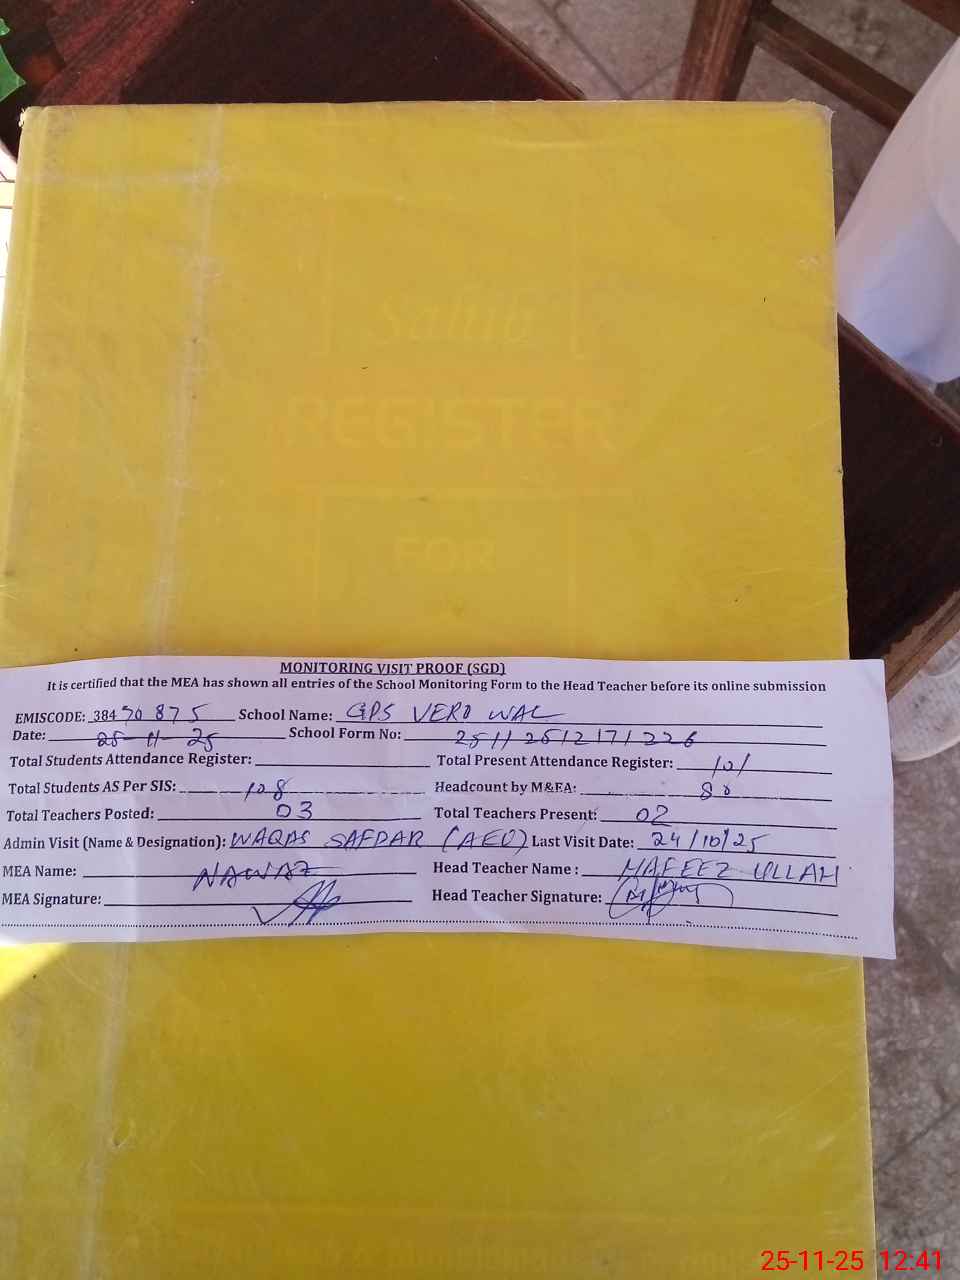 Sahib
REGISTER
FOR
MONITORING VISIT PROOF (SGD)
It is certified that the MEA has shown all entries of the School Monitoring Form to the Head Teacher before its online submission
EMISCODE: 38470875 School Name: GPS VERO WAL
Date: 25-11-25 School Form No: 25112512171226
Total Students Attendance Register: Total Present Attendance Register: 101
Total Students AS Per SIS: 108 Headcount by M&EA: 80
Total Teachers Posted: 03 Total Teachers Present: 02
Admin Visit (Name & Designation): WAQAS SAFDAR (AEO) Last Visit Date: 24/10/25
MEA Name: NAWAZ Head Teacher Name: HAFEEZ ULLAH
MEA Signature: Head Teacher Signature:
25-11-25 12:41